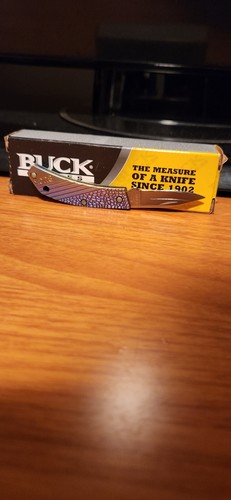 BUCK
THE MEASURE
OF A KNIFE
SINCE 1902